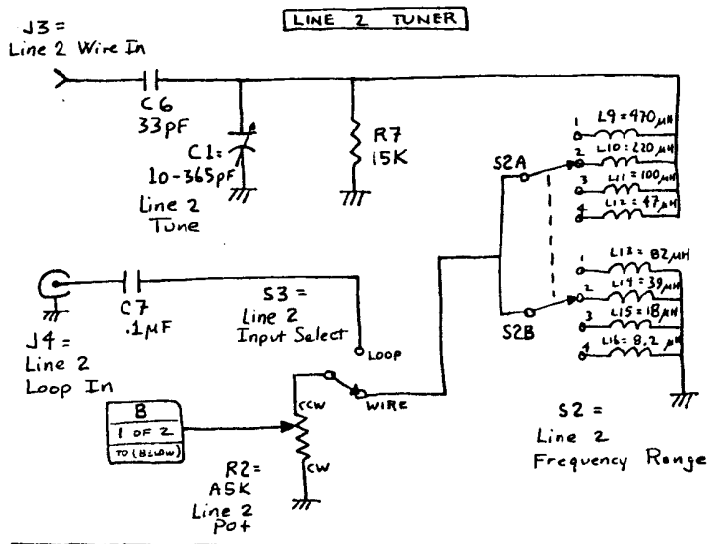 LINE 2 TUNER
J3 =
Line 2 Wire In
C6
33pF
C1=
10-365pF
Line 2
Tune
R7
15K
S2A
1
L9=470μH
2
L10=220μH
3
L11=100μH
4
L12=47μH
S2B
1
L13=82μH
2
L14=39μH
3
L15=18μH
4
L16=8.2 μH
S2 =
Line 2
Frequency Range
C7
.1μF
S3 =
Line 2
Input Select
LOOP
WIRE
J4 =
Line 2
Loop In
B
1 OF 2
TO (BELOW)
CCW
CW
R2=
A5K
Line 2
Pot